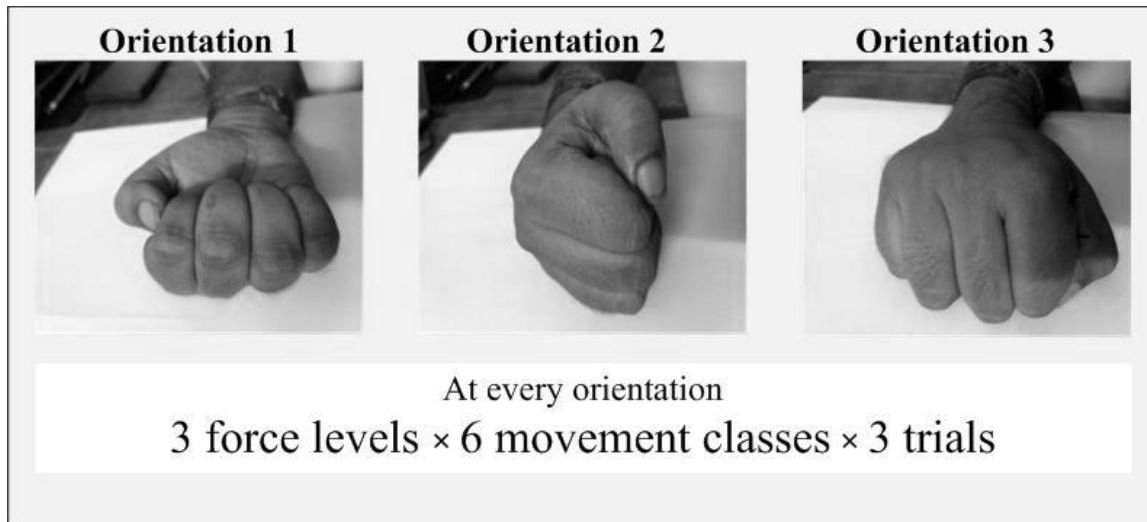 Orientation 1
Orientation 2
Orientation 3
At every orientation
3 force levels × 6 movement classes × 3 trials